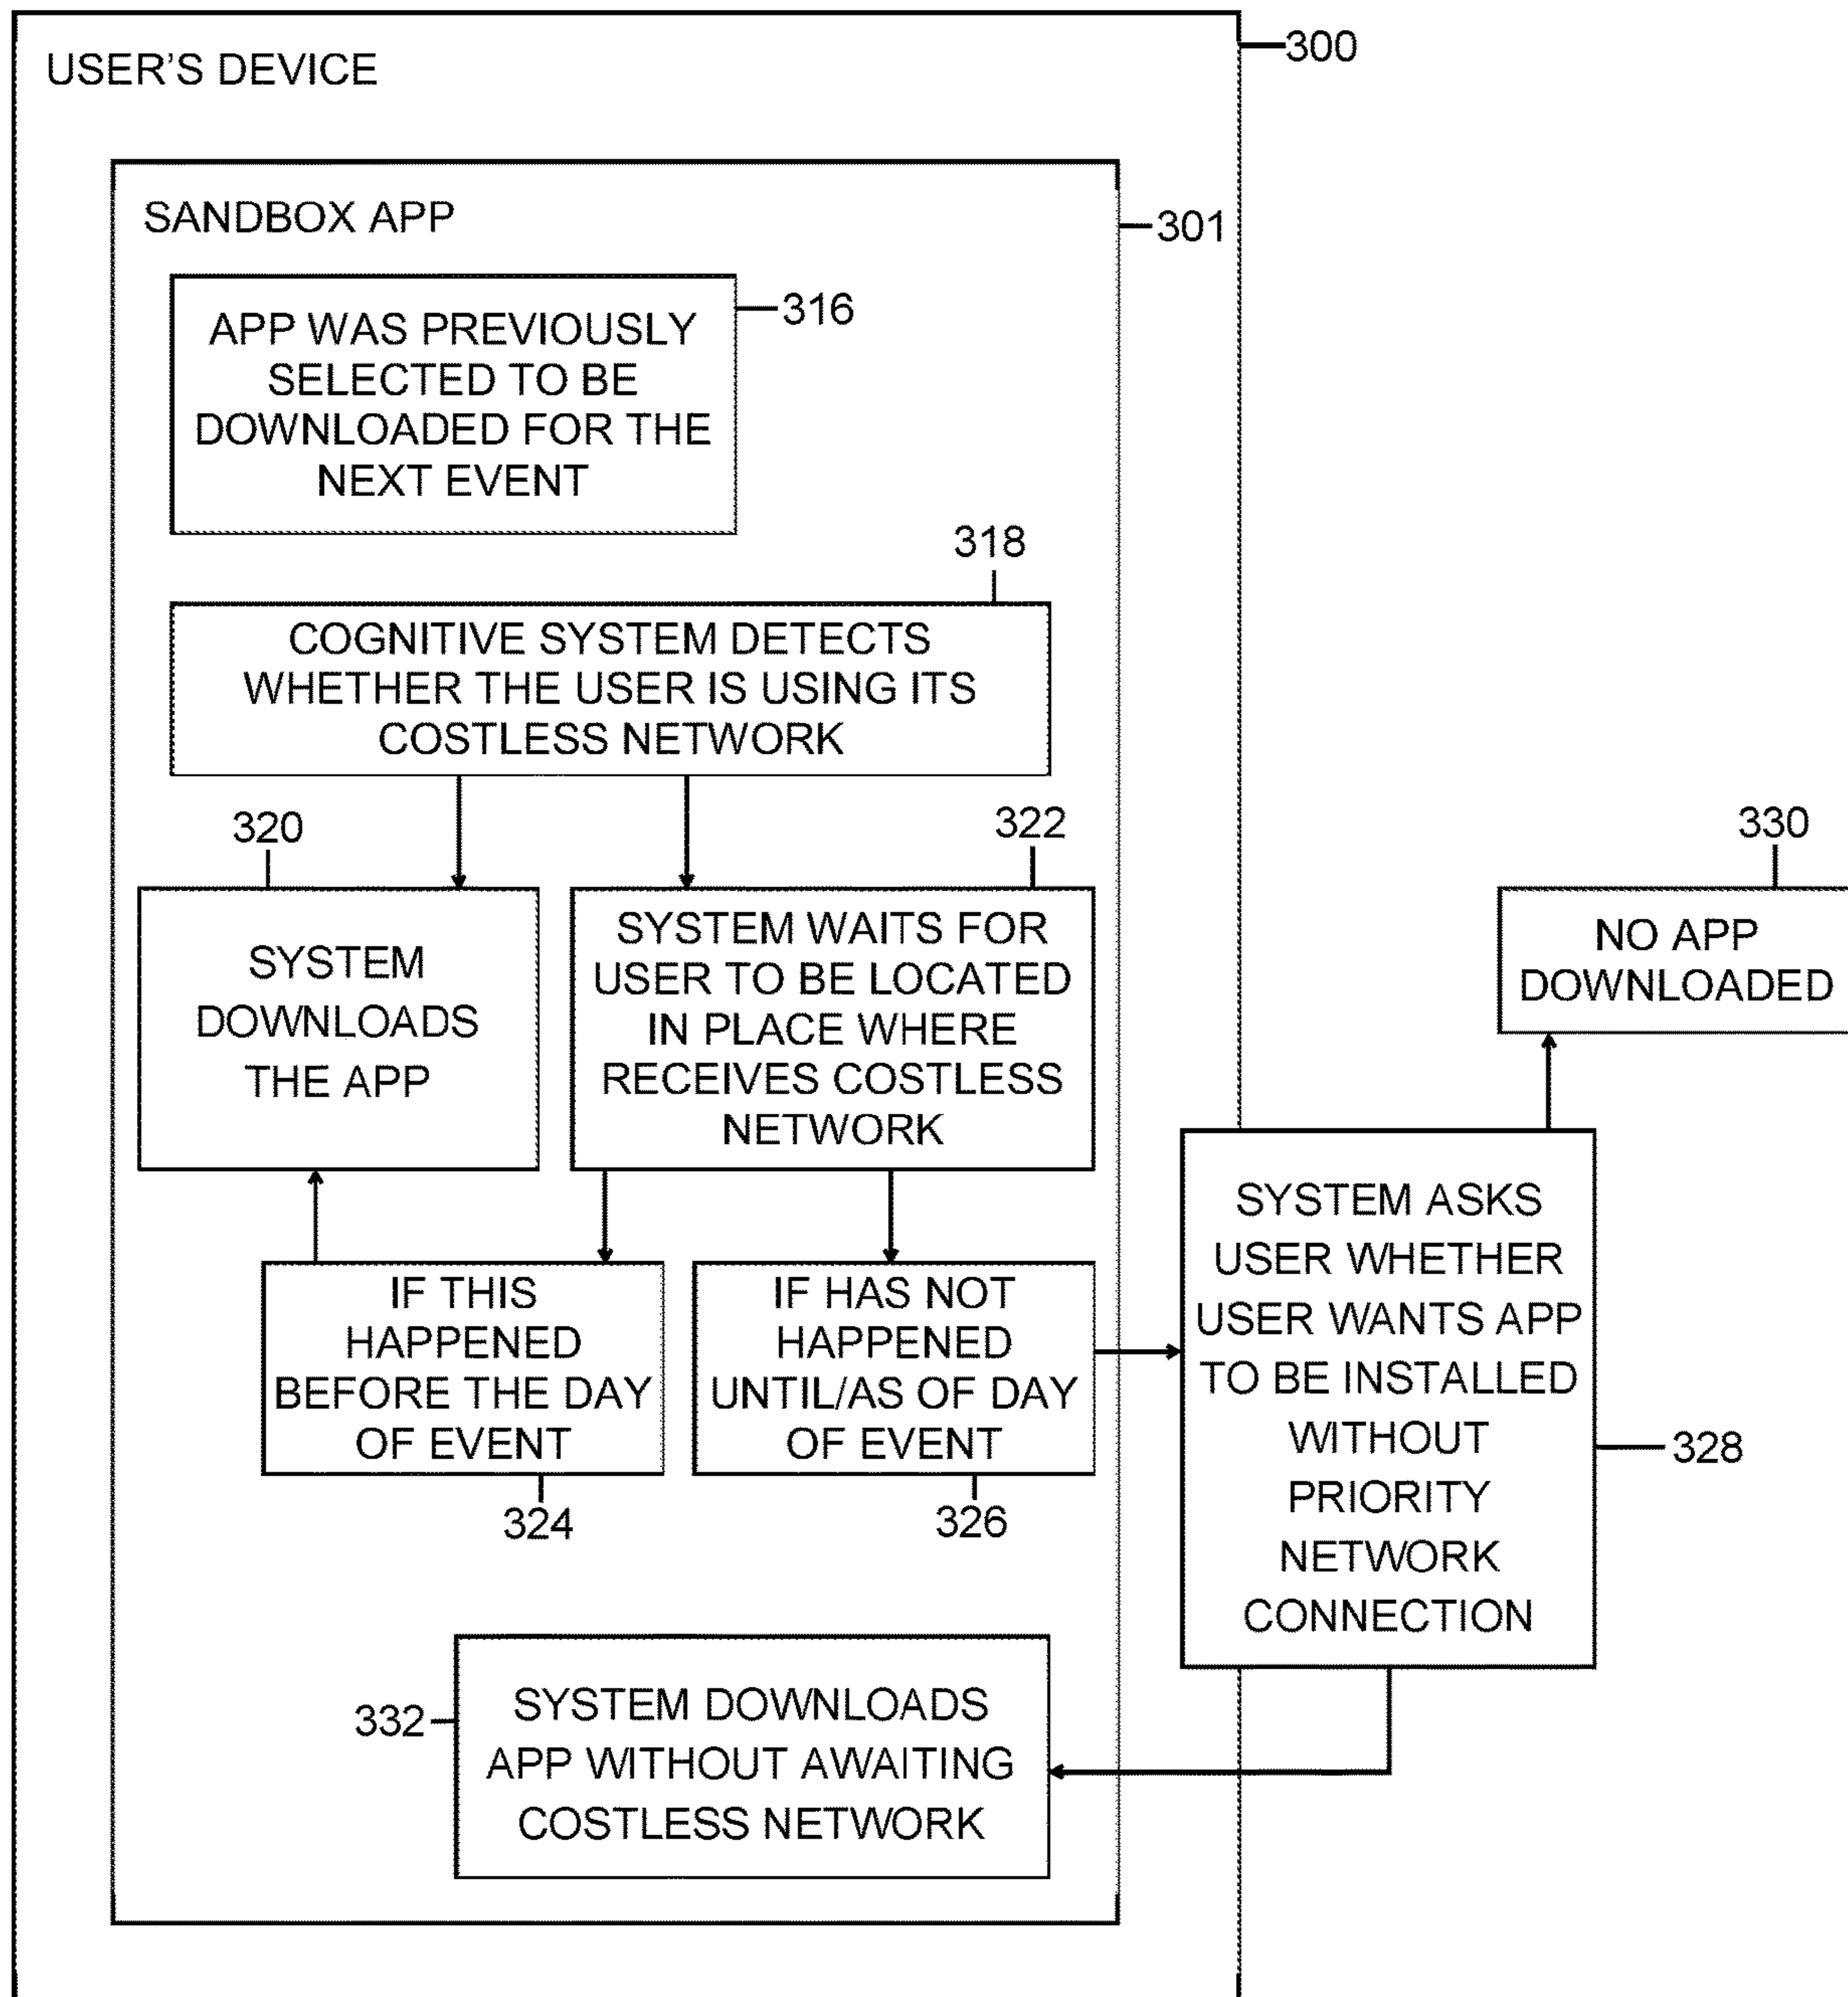 USER'S DEVICE
300
SANDBOX APP
301
APP WAS PREVIOUSLY
SELECTED TO BE
DOWNLOADED FOR THE
NEXT EVENT
316
318
COGNITIVE SYSTEM DETECTS
WHETHER THE USER IS USING ITS
COSTLESS NETWORK
320
SYSTEM
DOWNLOADS
THE APP
322
SYSTEM WAITS FOR
USER TO BE LOCATED
IN PLACE WHERE
RECEIVES COSTLESS
NETWORK
330
NO APP
DOWNLOADED
IF THIS
HAPPENED
BEFORE THE DAY
OF EVENT
324
IF HAS NOT
HAPPENED
UNTIL/AS OF DAY
OF EVENT
326
SYSTEM ASKS
USER WHETHER
USER WANTS APP
TO BE INSTALLED
WITHOUT
PRIORITY
NETWORK
CONNECTION
328
332
SYSTEM DOWNLOADS
APP WITHOUT AWAITING
COSTLESS NETWORK